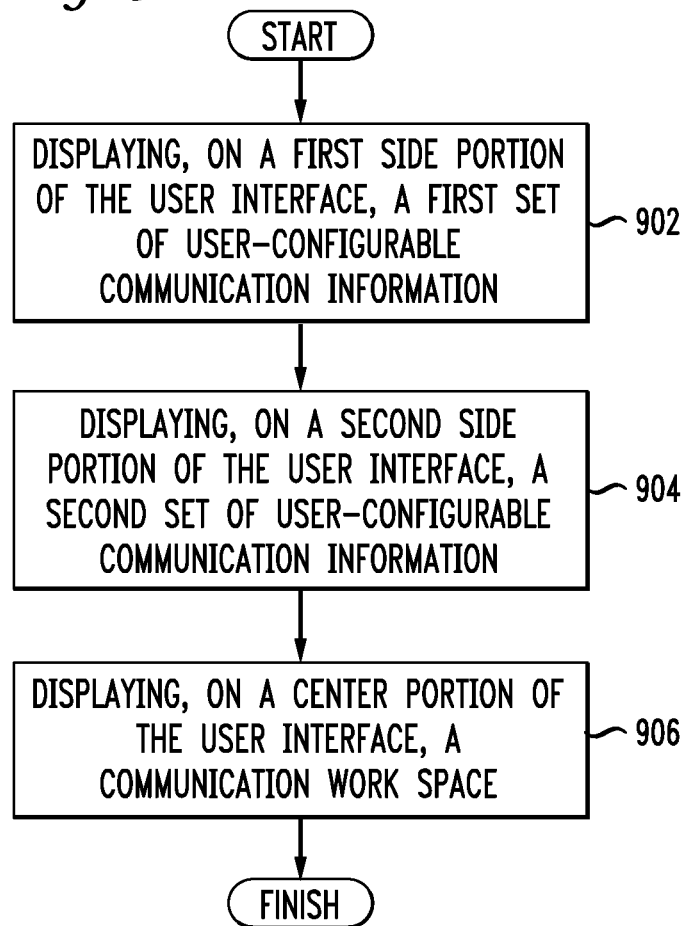 START
DISPLAYING, ON A FIRST SIDE PORTION
OF THE USER INTERFACE, A FIRST SET
OF USER-CONFIGURABLE
COMMUNICATION INFORMATION
902
DISPLAYING, ON A SECOND SIDE
PORTION OF THE USER INTERFACE, A
SECOND SET OF USER-CONFIGURABLE
COMMUNICATION INFORMATION
904
DISPLAYING, ON A CENTER PORTION OF
THE USER INTERFACE, A
COMMUNICATION WORK SPACE
906
FINISH